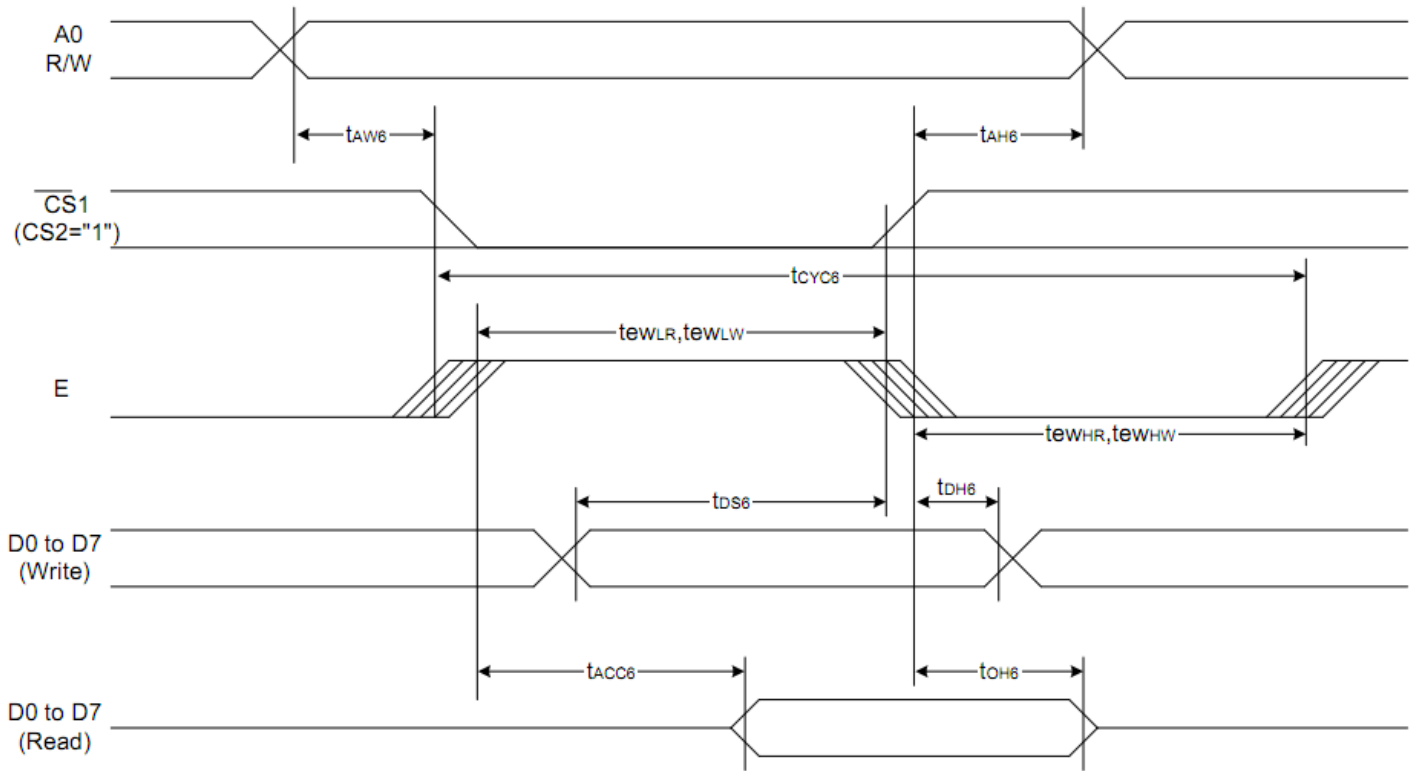 A0
R/W
tAW6
tAH6
CS1
(CS2="1")
tCYC6
tewLR,tewLW
E
tewHR,tewHW
tDS6
tDH6
D0 to D7
(Write)
tACC6
tOH6
D0 to D7
(Read)